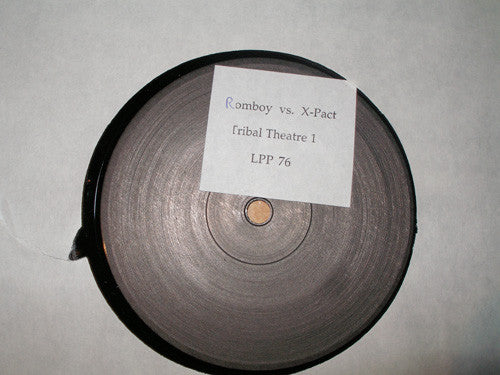 Romboy vs. X-Pact
Tribal Theatre 1
LPP 76